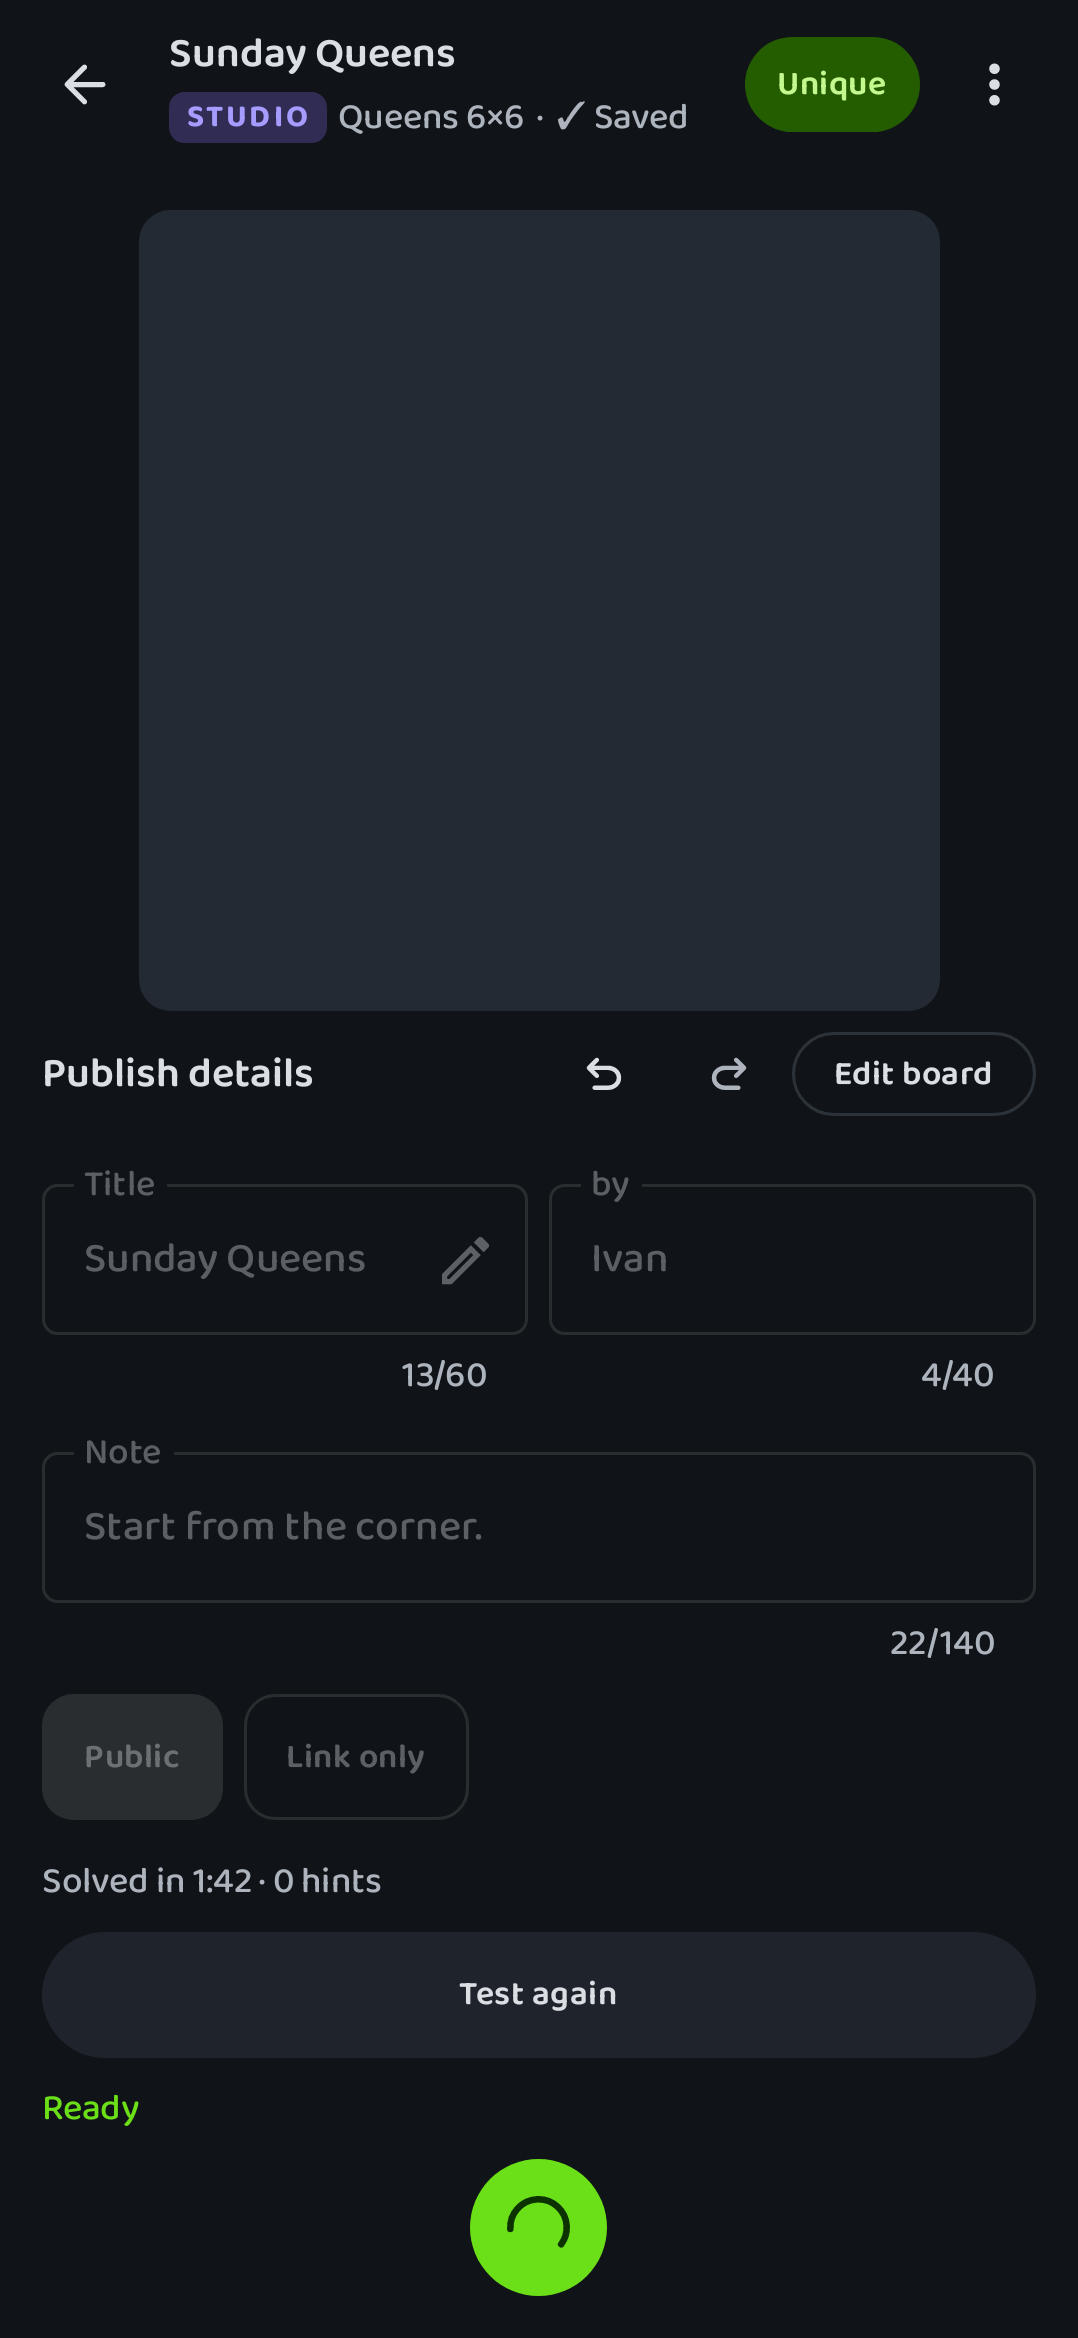 Sunday Queens
STUDIO Queens 6×6 · ✓ Saved
Unique
Publish details
Edit board
Title
Sunday Queens
13/60
by
Ivan
4/40
Note
Start from the corner.
22/140
Public
Link only
Solved in 1:42 · 0 hints
Test again
Ready